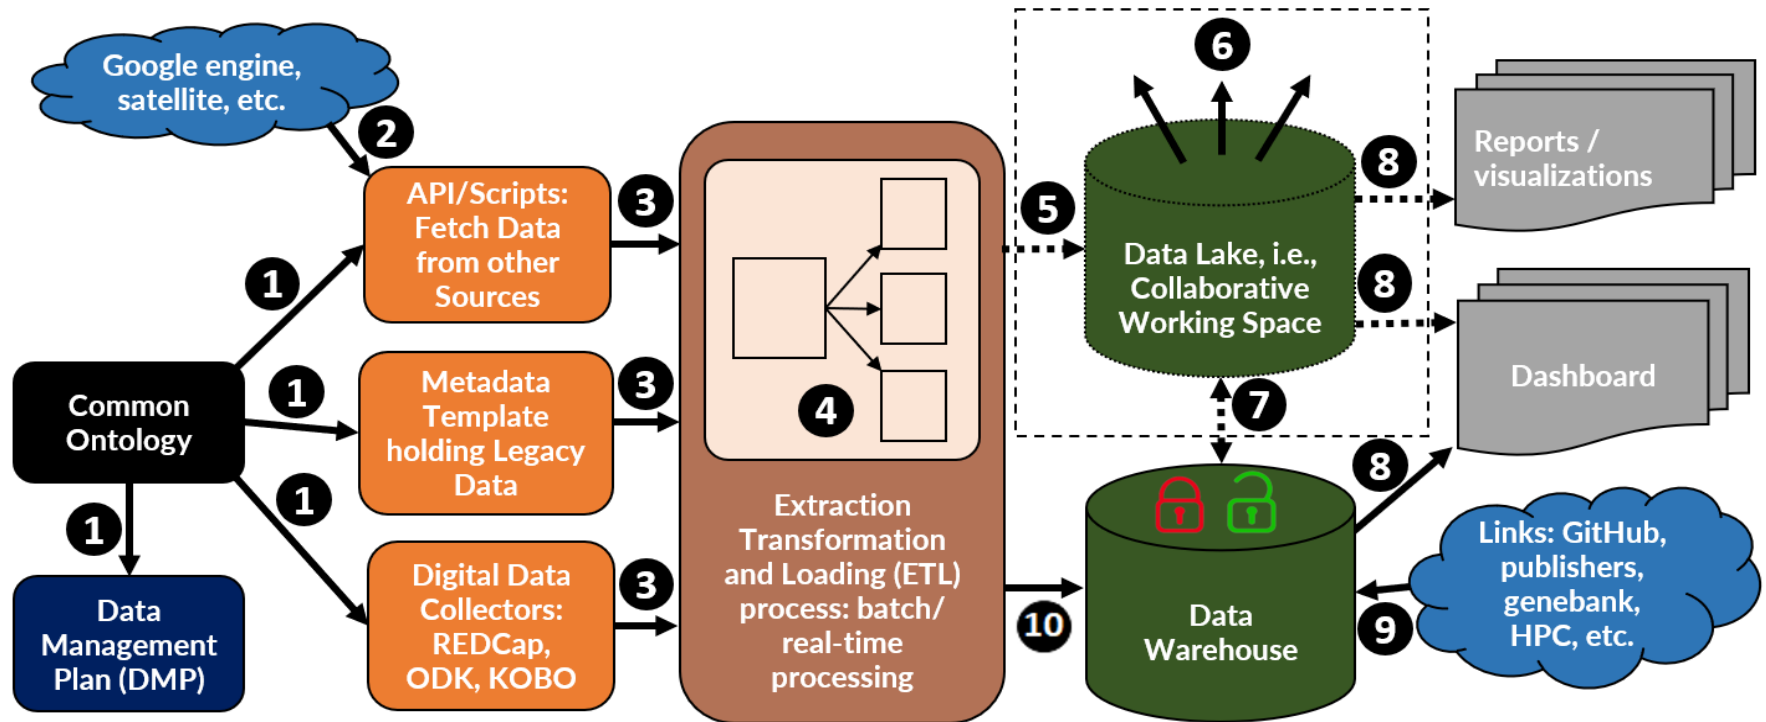 Google engine,
satellite, etc.
2
API/Scripts:
Fetch Data
from other
Sources
3
1
Common
Ontology
1
Metadata
Template
holding Legacy
Data
3
1
1
Data
Management
Plan (DMP)
Digital Data
Collectors:
REDCap,
ODK, KOBO
3
4
Extraction
Transformation
and Loading (ETL)
process: batch/
real-time
processing
5
6
Data Lake, i.e.,
Collaborative
Working Space
8
Reports /
visualizations
8
Dashboard
7
8
10
Data
Warehouse
9
Links: GitHub,
publishers,
genebank,
HPC, etc.